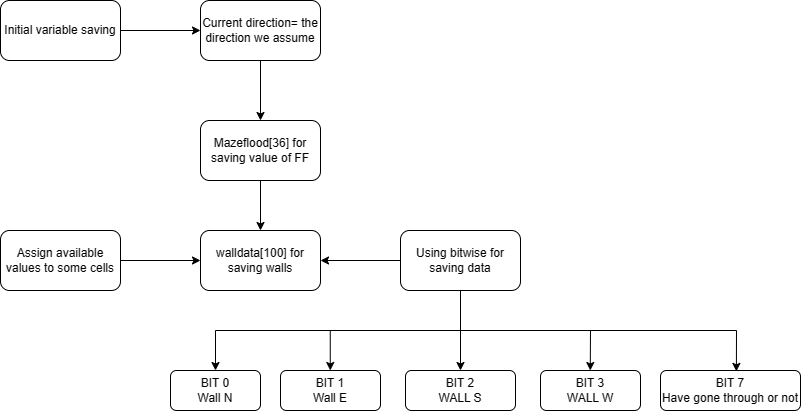 Initial variable saving
Current direction= the
direction we assume
Mazeflood[36] for
saving value of FF
Assign available
values to some cells
walldata[100] for
saving walls
Using bitwise for
saving data
BIT 0
Wall N
BIT 1
Wall E
BIT 2
WALL S
BIT 3
WALL W
BIT 7
Have gone through or not